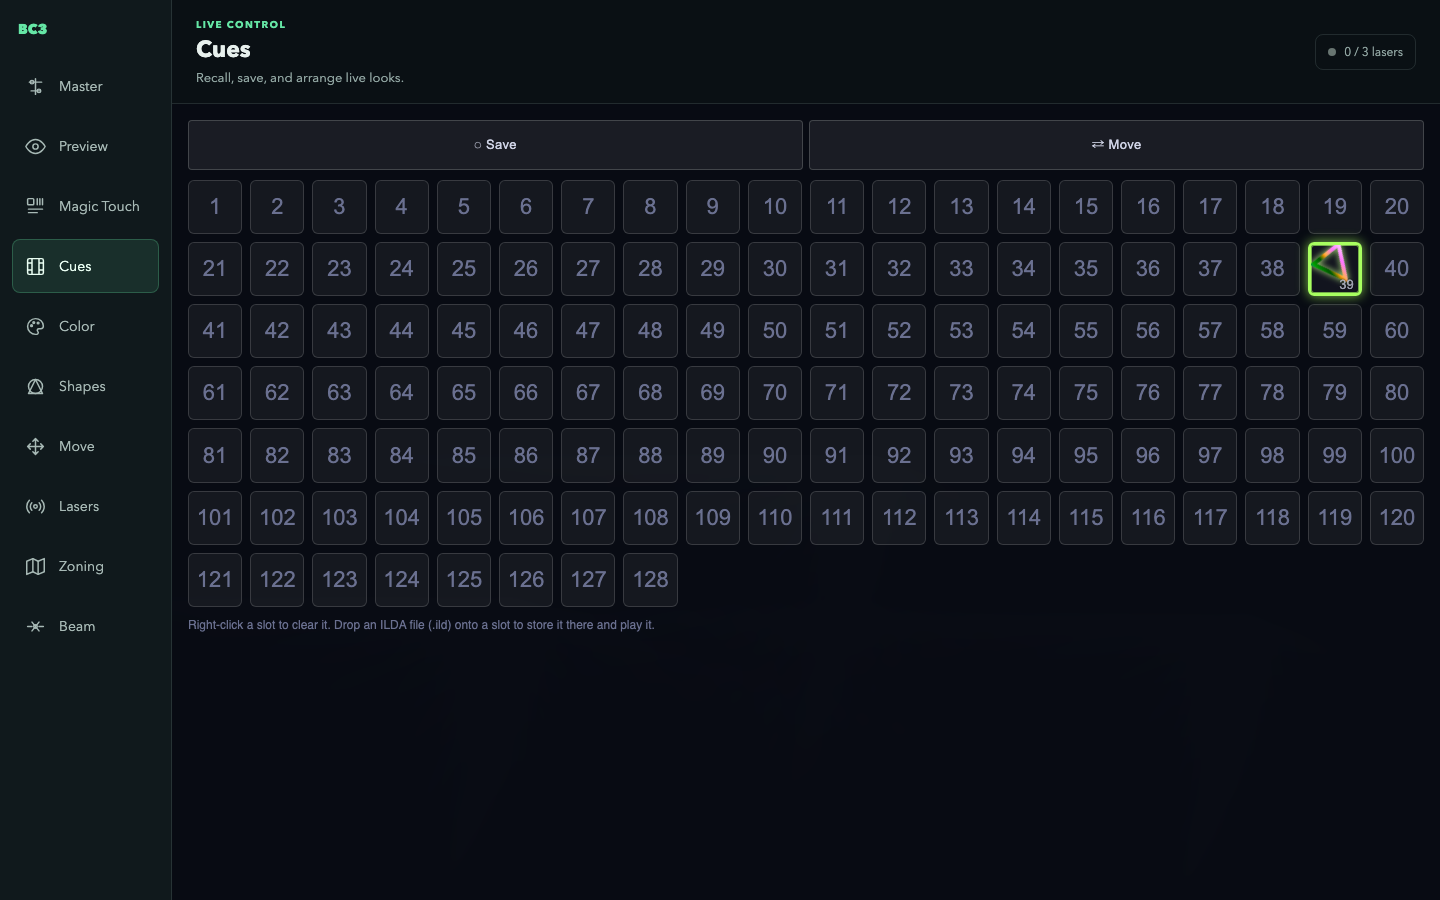 BC3
Master
Preview
Magic Touch
Cues
Color
Shapes
Move
Lasers
Zoning
Beam
LIVE CONTROL
Cues
Recall, save, and arrange live looks.
0 / 3 lasers
○ Save
⇄ Move
1 2 3 4 5 6 7 8 9 10 11 12 13 14 15 16 17 18 19 20
21 22 23 24 25 26 27 28 29 30 31 32 33 34 35 36 37 38 39 40
41 42 43 44 45 46 47 48 49 50 51 52 53 54 55 56 57 58 59 60
61 62 63 64 65 66 67 68 69 70 71 72 73 74 75 76 77 78 79 80
81 82 83 84 85 86 87 88 89 90 91 92 93 94 95 96 97 98 99 100
101 102 103 104 105 106 107 108 109 110 111 112 113 114 115 116 117 118 119 120
121 122 123 124 125 126 127 128
Right-click a slot to clear it. Drop an ILDA file (.ild) onto a slot to store it there and play it.